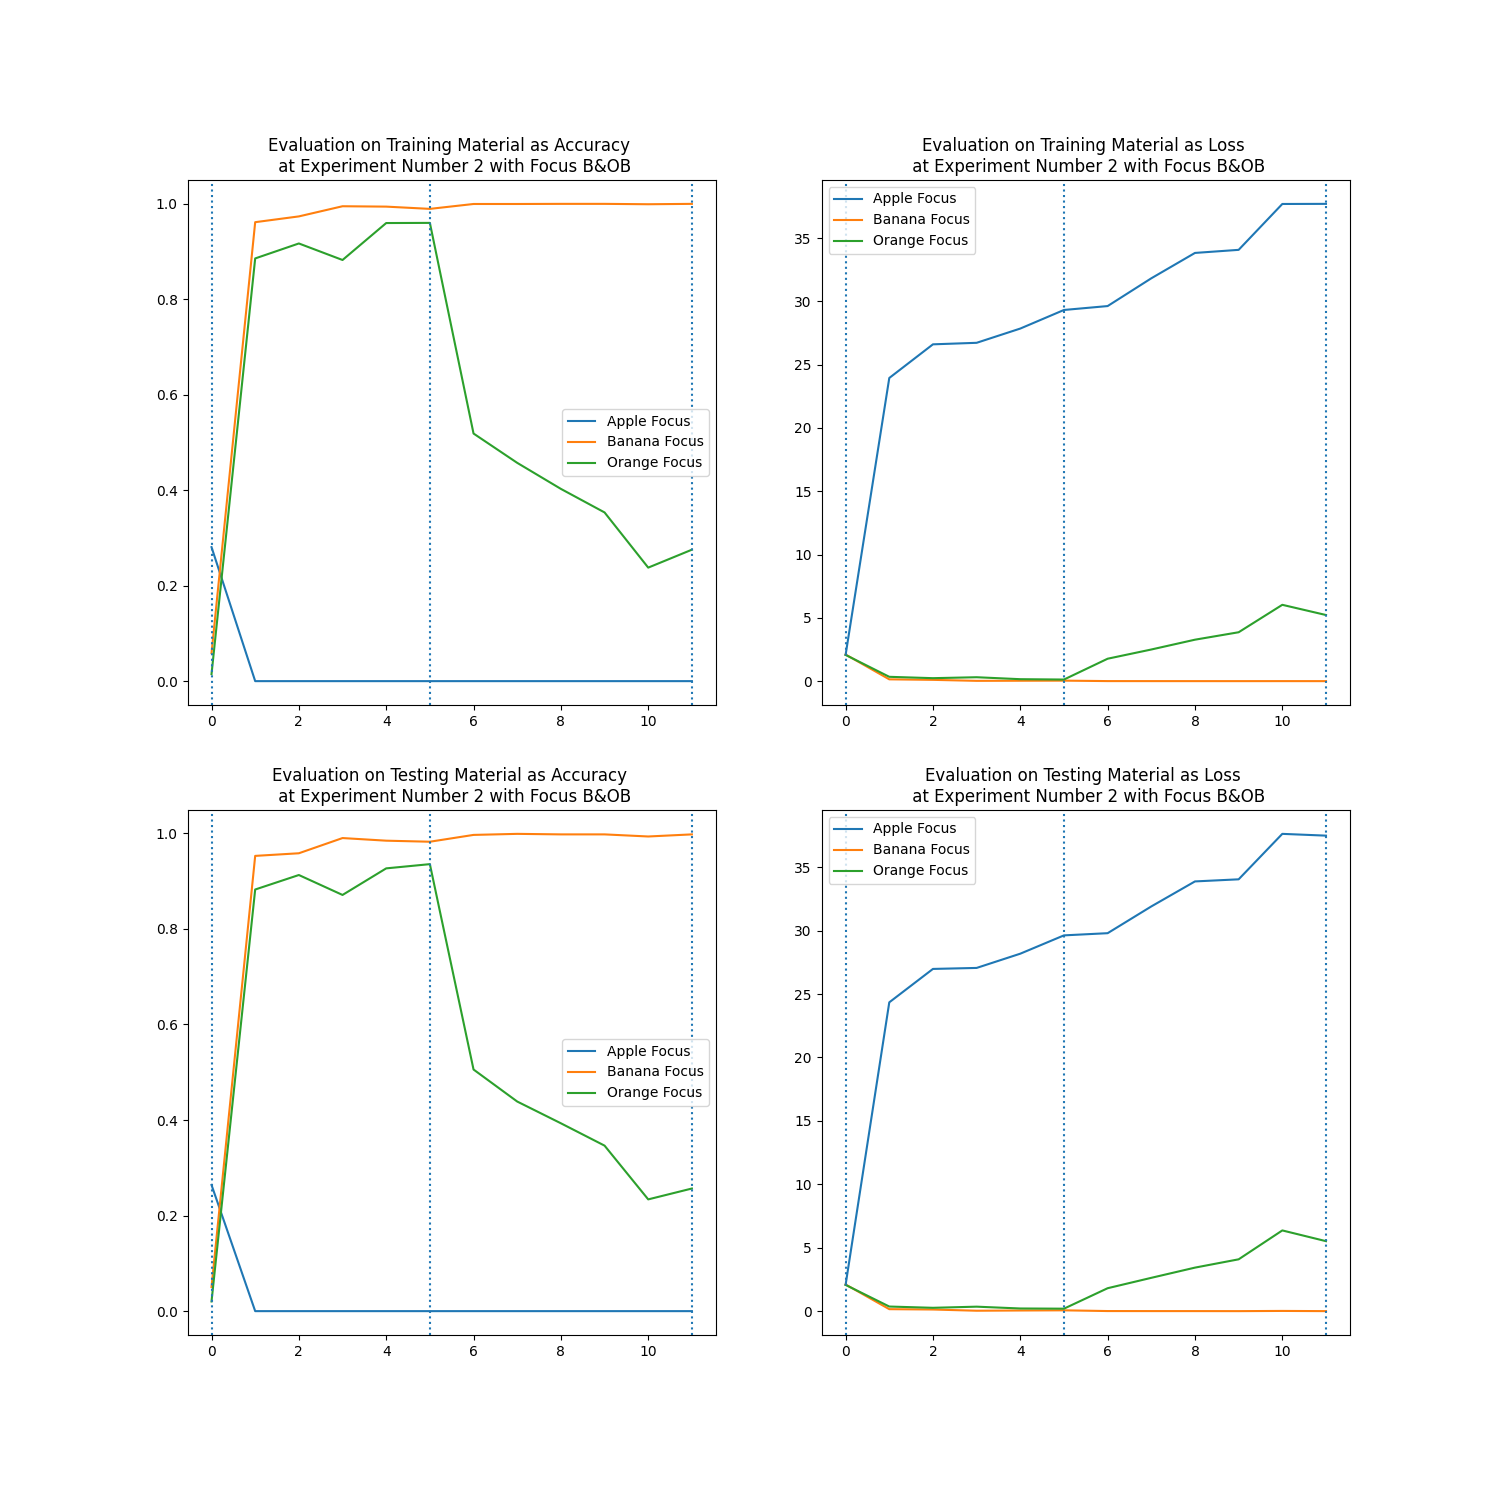 Evaluation on Training Material as Accuracy
at Experiment Number 2 with Focus B&OB
1.0
0.8
0.6
0.4
0.2
0.0
Apple Focus
Banana Focus
Orange Focus
0 2 4 6 8 10
Evaluation on Training Material as Loss
at Experiment Number 2 with Focus B&OB
Apple Focus
Banana Focus
Orange Focus
35
30
25
20
15
10
5
0
0 2 4 6 8 10
Evaluation on Testing Material as Accuracy
at Experiment Number 2 with Focus B&OB
1.0
0.8
0.6
0.4
0.2
0.0
Apple Focus
Banana Focus
Orange Focus
0 2 4 6 8 10
Evaluation on Testing Material as Loss
at Experiment Number 2 with Focus B&OB
Apple Focus
Banana Focus
Orange Focus
35
30
25
20
15
10
5
0
0 2 4 6 8 10